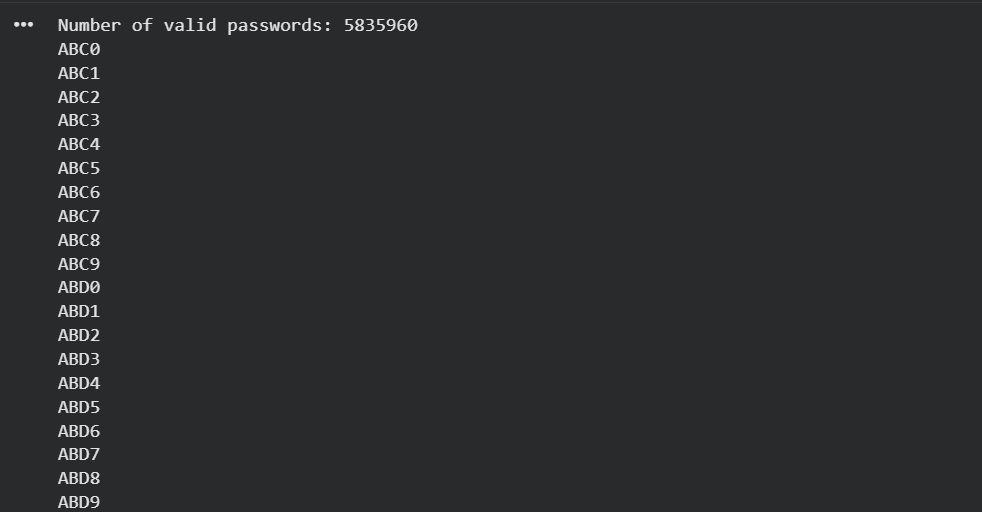 Number of valid passwords: 5835960
ABC0
ABC1
ABC2
ABC3
ABC4
ABC5
ABC6
ABC7
ABC8
ABC9
ABD0
ABD1
ABD2
ABD3
ABD4
ABD5
ABD6
ABD7
ABD8
ABD9